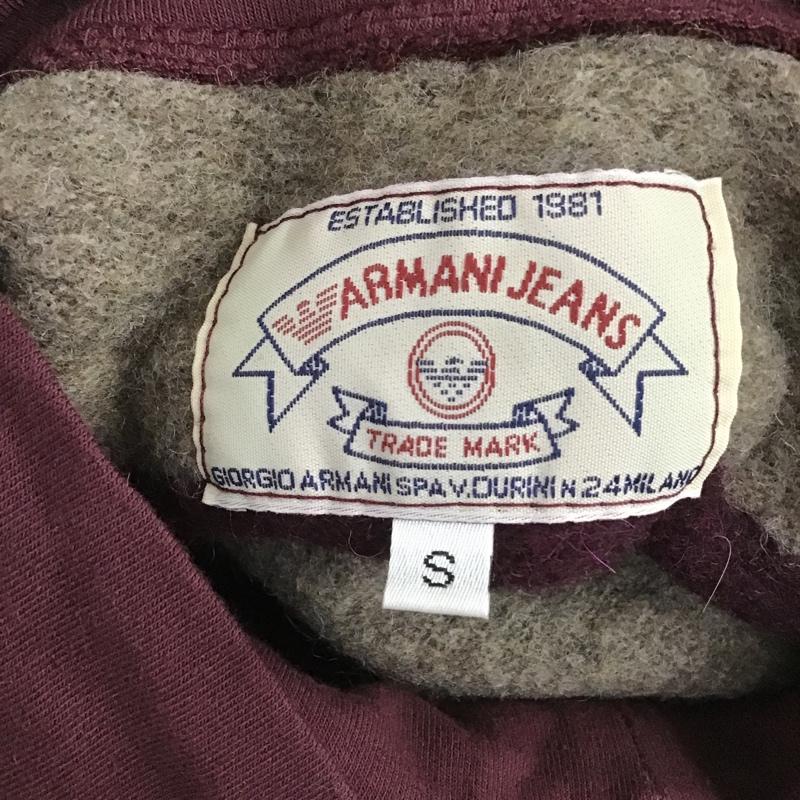 ESTABLISHED 1981
ARMANI JEANS
TRADE MARK
GIORGIO ARMANI SPA V. DURINI N 24 MILANO
S